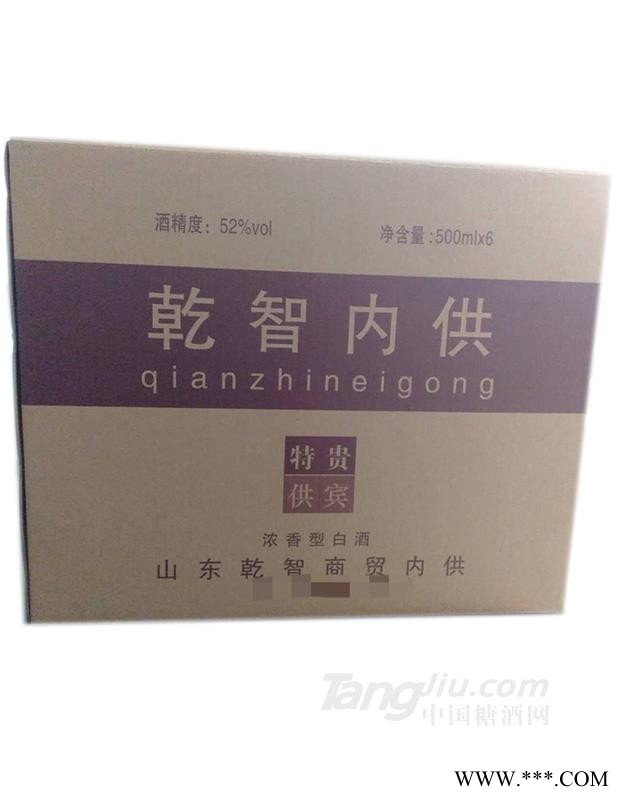 酒精度：52%vol 净含量：500mlx6
乾智内供
qianzhineigong
特贵
供宾
浓香型白酒
山东乾智商贸内供
TangJiu.com
中国糖酒网
WWW.***.COM